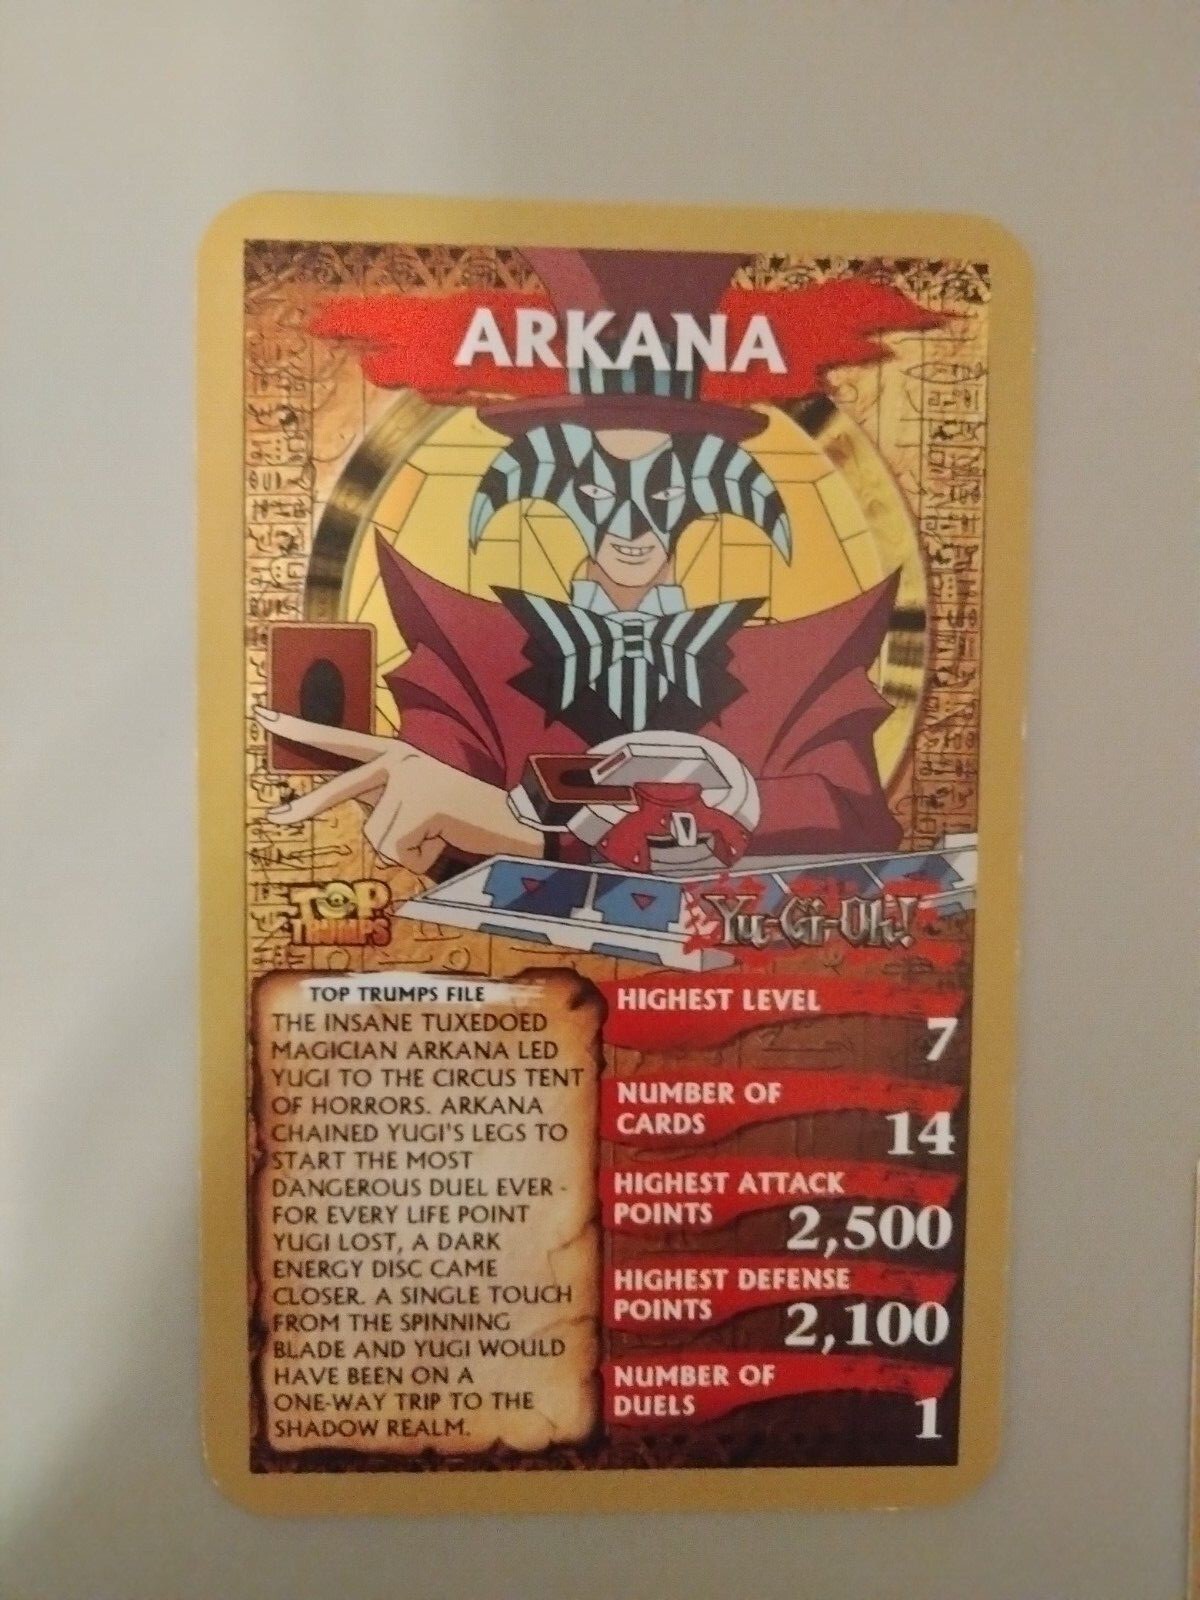 ARKANA
TOP
TRUMPS
Yu-Gi-Oh!
TOP TRUMPS FILE
THE INSANE TUXEDOED
MAGICIAN ARKANA LED
YUGI TO THE CIRCUS TENT
OF HORRORS. ARKANA
CHAINED YUGI'S LEGS TO
START THE MOST
DANGEROUS DUEL EVER -
FOR EVERY LIFE POINT
YUGI LOST, A DARK
ENERGY DISC CAME
CLOSER. A SINGLE TOUCH
FROM THE SPINNING
BLADE AND YUGI WOULD
HAVE BEEN ON A
ONE-WAY TRIP TO THE
SHADOW REALM.
HIGHEST LEVEL
7
NUMBER OF
CARDS 14
HIGHEST ATTACK
POINTS 2,500
HIGHEST DEFENSE
POINTS 2,100
NUMBER OF
DUELS 1